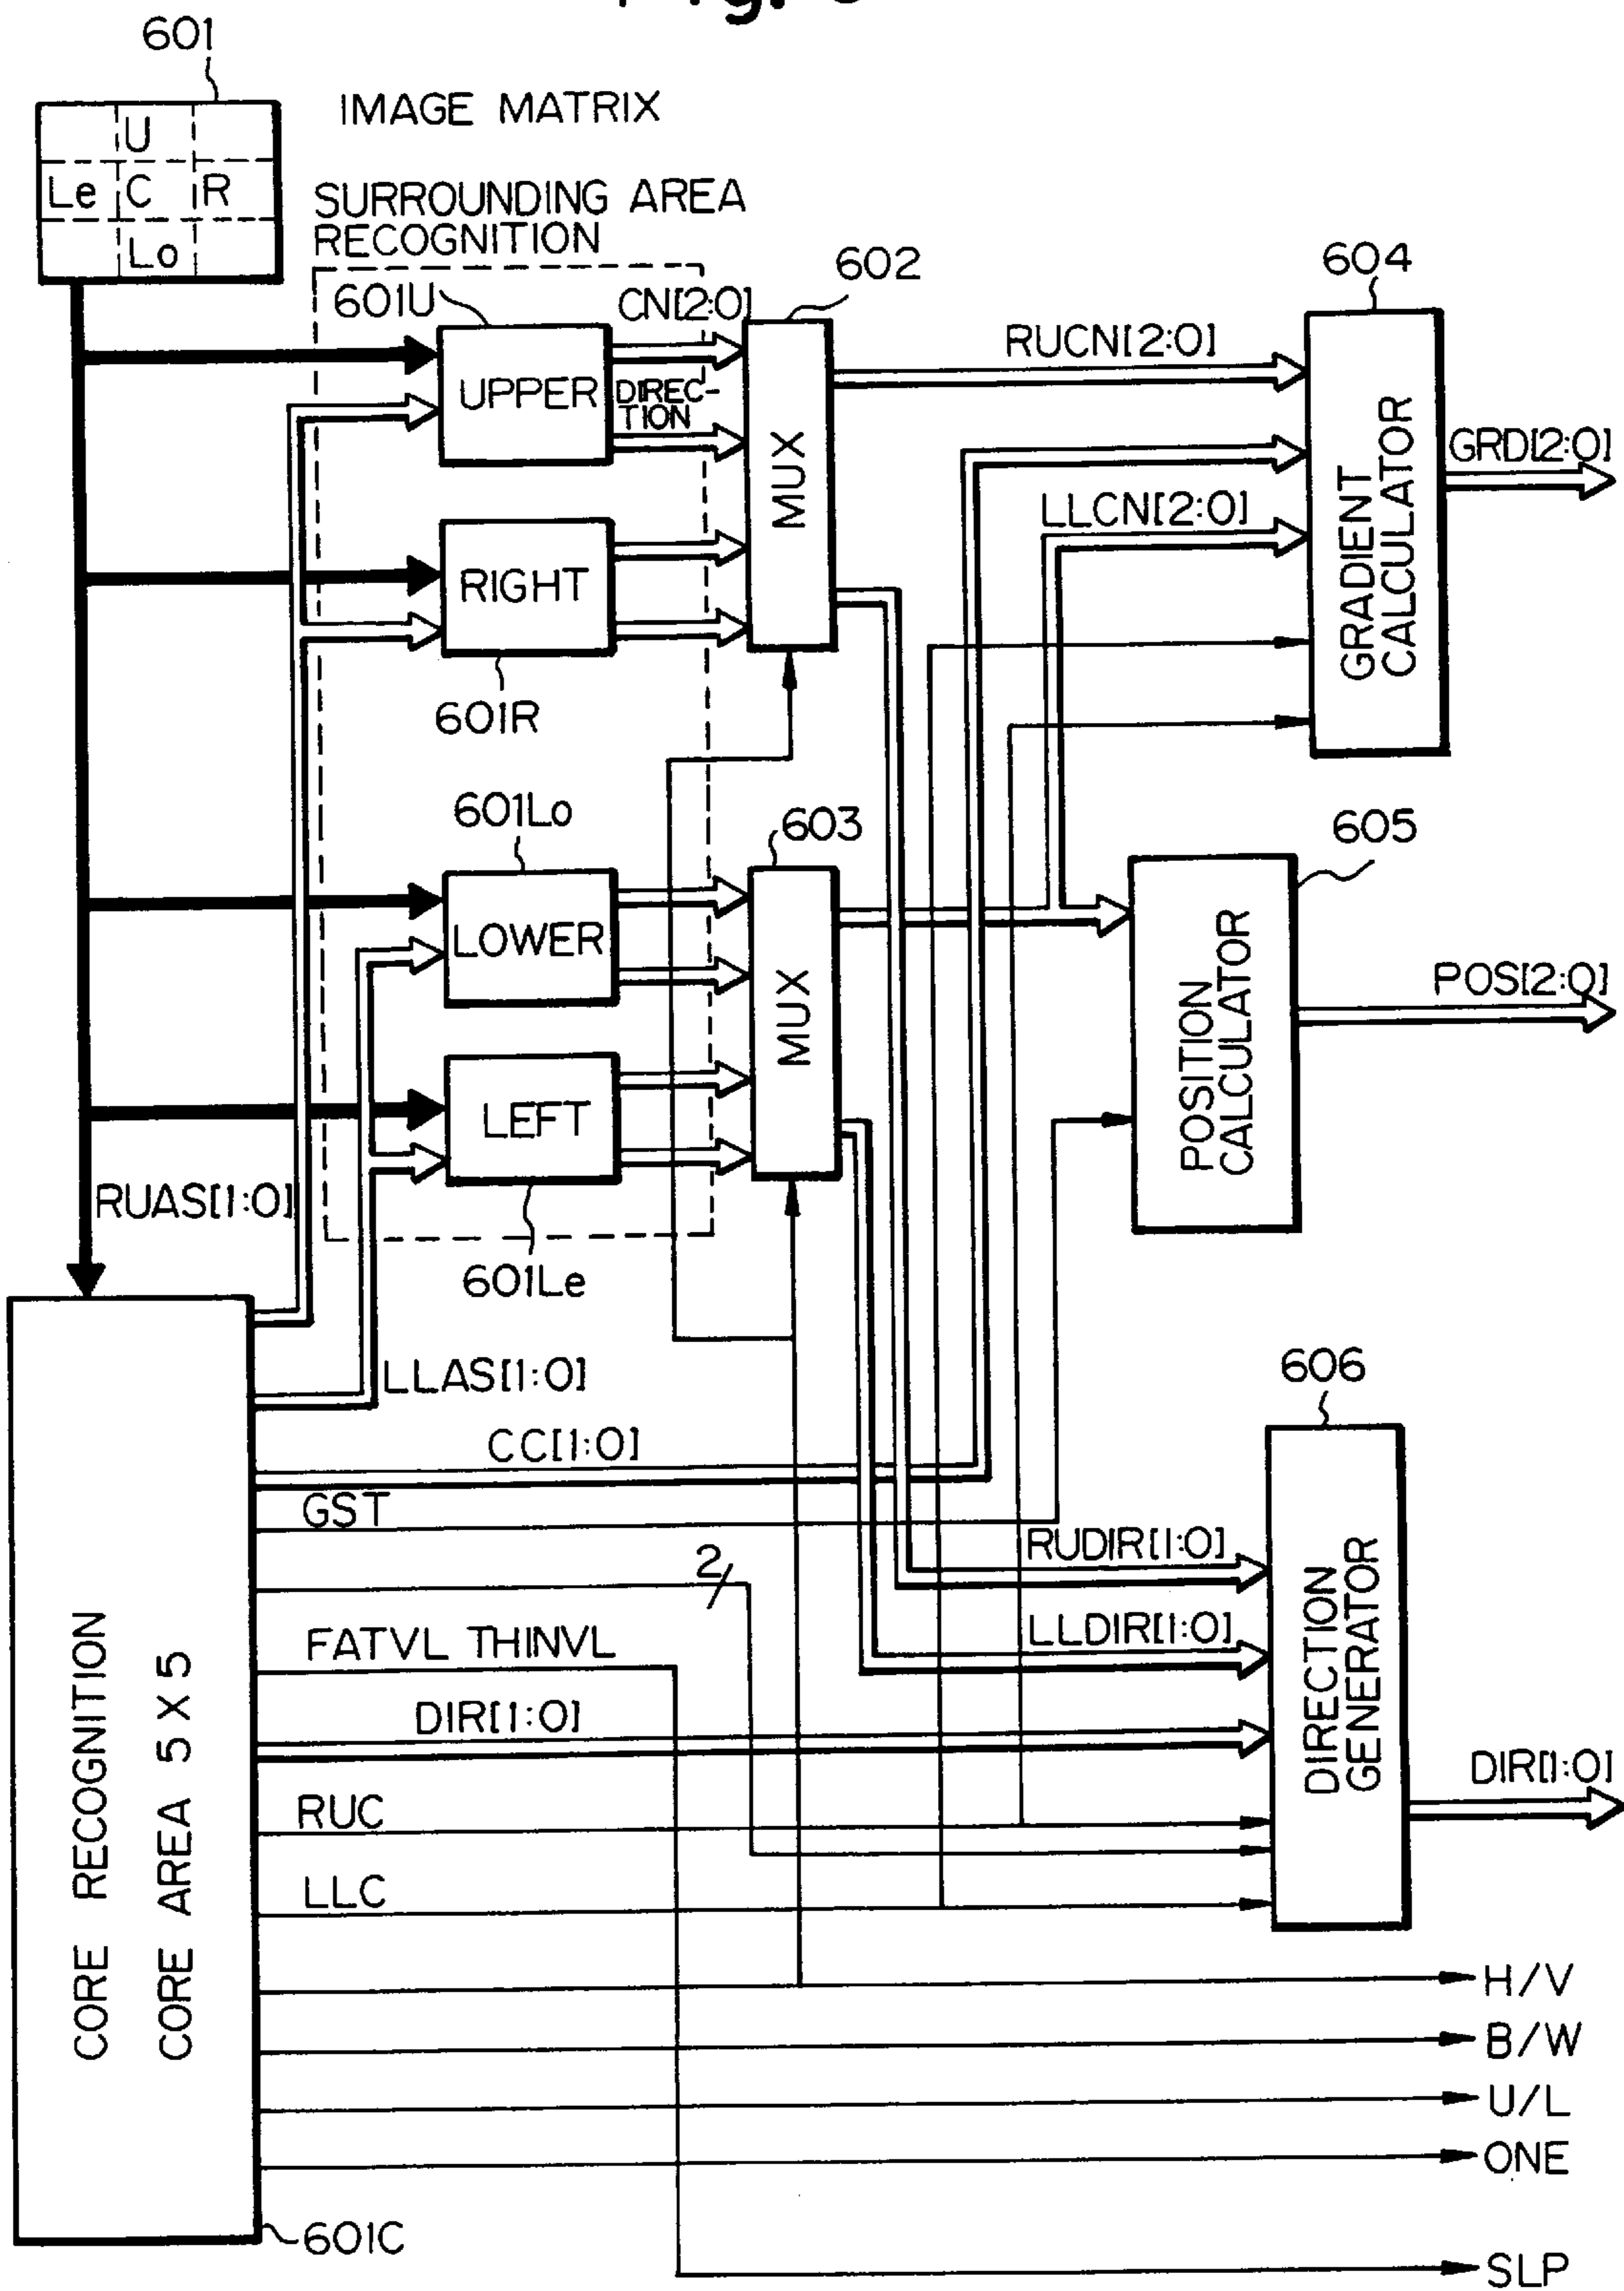 Fig.
601
IMAGE MATRIX
U
Le C R
Lo
SURROUNDING AREA
RECOGNITION
601U
CN[2:0]
602
604
UPPER
DIREC-
TION
MUX
RUCN[2:0]
GRADIENT
CALCULATOR
GRD[2:0]
LLCN[2:0]
RIGHT
601R
601Lo
603
605
LOWER
MUX
POSITION
CALCULATOR
POS[2:0]
LEFT
RUAS[1:0]
601Le
LLAS[1:0]
606
CC[1:0]
GST
RUDIR[1:0]
2
LLDIR[1:0]
DIRECTION
GENERATOR
FATVL THINVL
DIR[1:0]
DIR[1:0]
RUC
LLC
CORE RECOGNITION
CORE AREA 5X5
H/V
B/W
U/L
ONE
601C
SLP